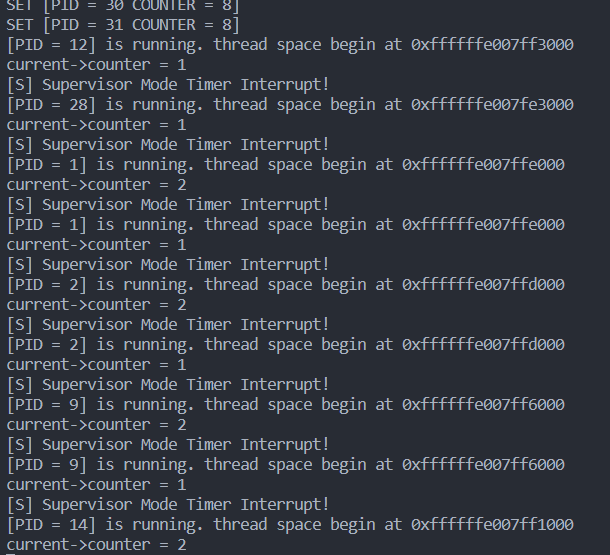 SET [PID = 30 COUNTER = 8]
SET [PID = 31 COUNTER = 8]
[PID = 12] is running. thread space begin at 0xffffffe007ff3000
current->counter = 1
[S] Supervisor Mode Timer Interrupt!
[PID = 28] is running. thread space begin at 0xffffffe007fe3000
current->counter = 1
[S] Supervisor Mode Timer Interrupt!
[PID = 1] is running. thread space begin at 0xffffffe007ffe000
current->counter = 2
[S] Supervisor Mode Timer Interrupt!
[PID = 1] is running. thread space begin at 0xffffffe007ffe000
current->counter = 1
[S] Supervisor Mode Timer Interrupt!
[PID = 2] is running. thread space begin at 0xffffffe007ffd000
current->counter = 2
[S] Supervisor Mode Timer Interrupt!
[PID = 2] is running. thread space begin at 0xffffffe007ffd000
current->counter = 1
[S] Supervisor Mode Timer Interrupt!
[PID = 9] is running. thread space begin at 0xffffffe007ff6000
current->counter = 2
[S] Supervisor Mode Timer Interrupt!
[PID = 9] is running. thread space begin at 0xffffffe007ff6000
current->counter = 1
[S] Supervisor Mode Timer Interrupt!
[PID = 14] is running. thread space begin at 0xffffffe007ff1000
current->counter = 2